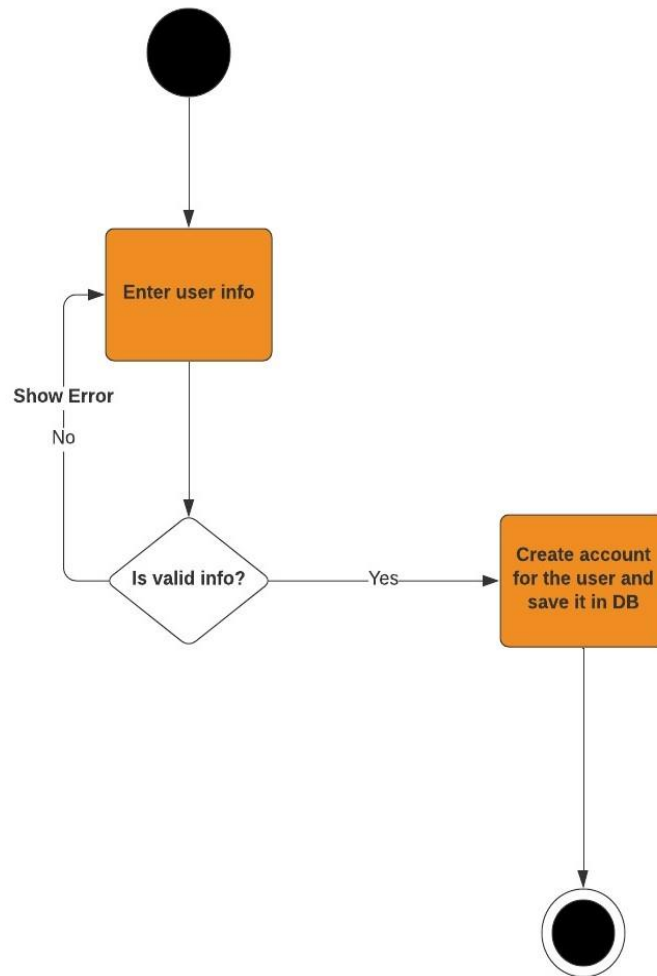 Enter user info
Show Error
No
Is valid info?
Yes
Create account
for the user and
save it in DB